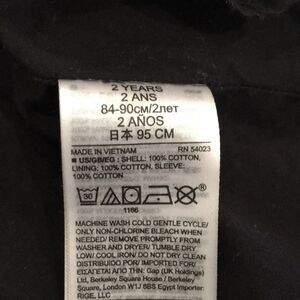 2 YEARS
2 ANS
84-90см/2лет
2 AÑOS
日本 95 CM
MADE IN VIETNAM RN 54023
■ US/GB/EG : SHELL: 100% COTTON,
LINING: 100% COTTON, SLEEVE:
100% COTTON
30
1166
MACHINE WASH COLD GENTLE CYCLE/
ONLY NON-CHLORINE BLEACH WHEN
NEEDED/ REMOVE PROMPTLY FROM
WASHER AND DRYER/ TUMBLE DRY
LOW/ COOL IRON/ DO NOT DRY CLEAN
DISTRIBUIDO POR/ IMPORTED FOR/
ΕΙΣΑΓΕΤΑΙ ΑΠΟ ΤΗΝ: Gap (UK Holdings)
Ltd, Berkeley Square House / Berkeley
Square, London W1J 6BS Egypt Importer:
RIGE, LLC